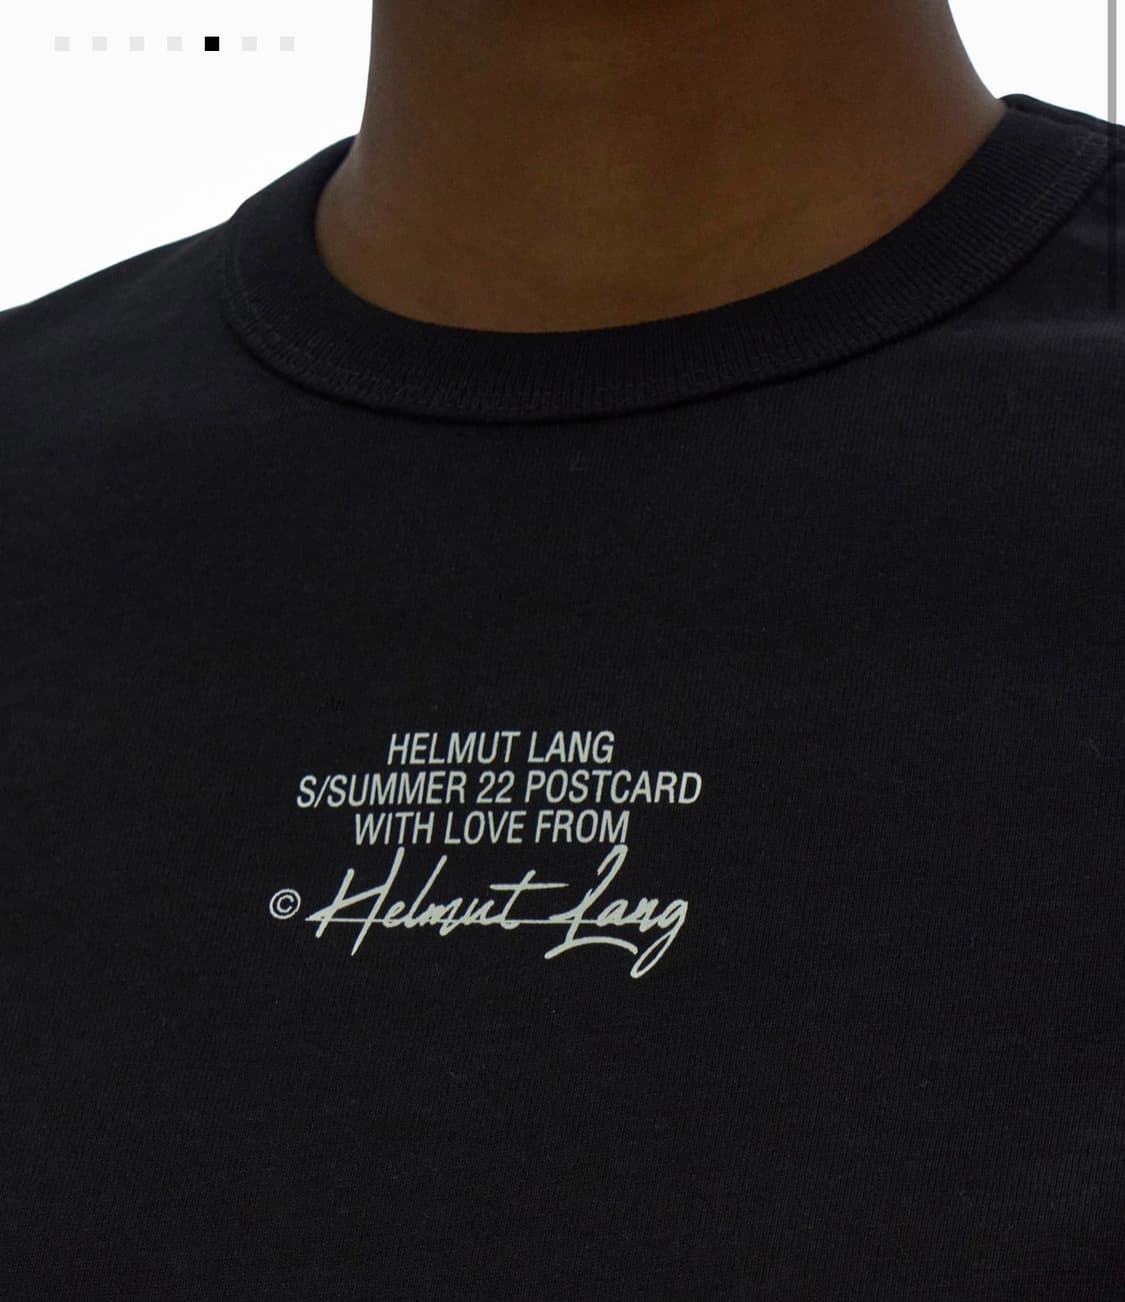 HELMUT LANG
S/SUMMER 22 POSTCARD
WITH LOVE FROM
© Helmut Lang